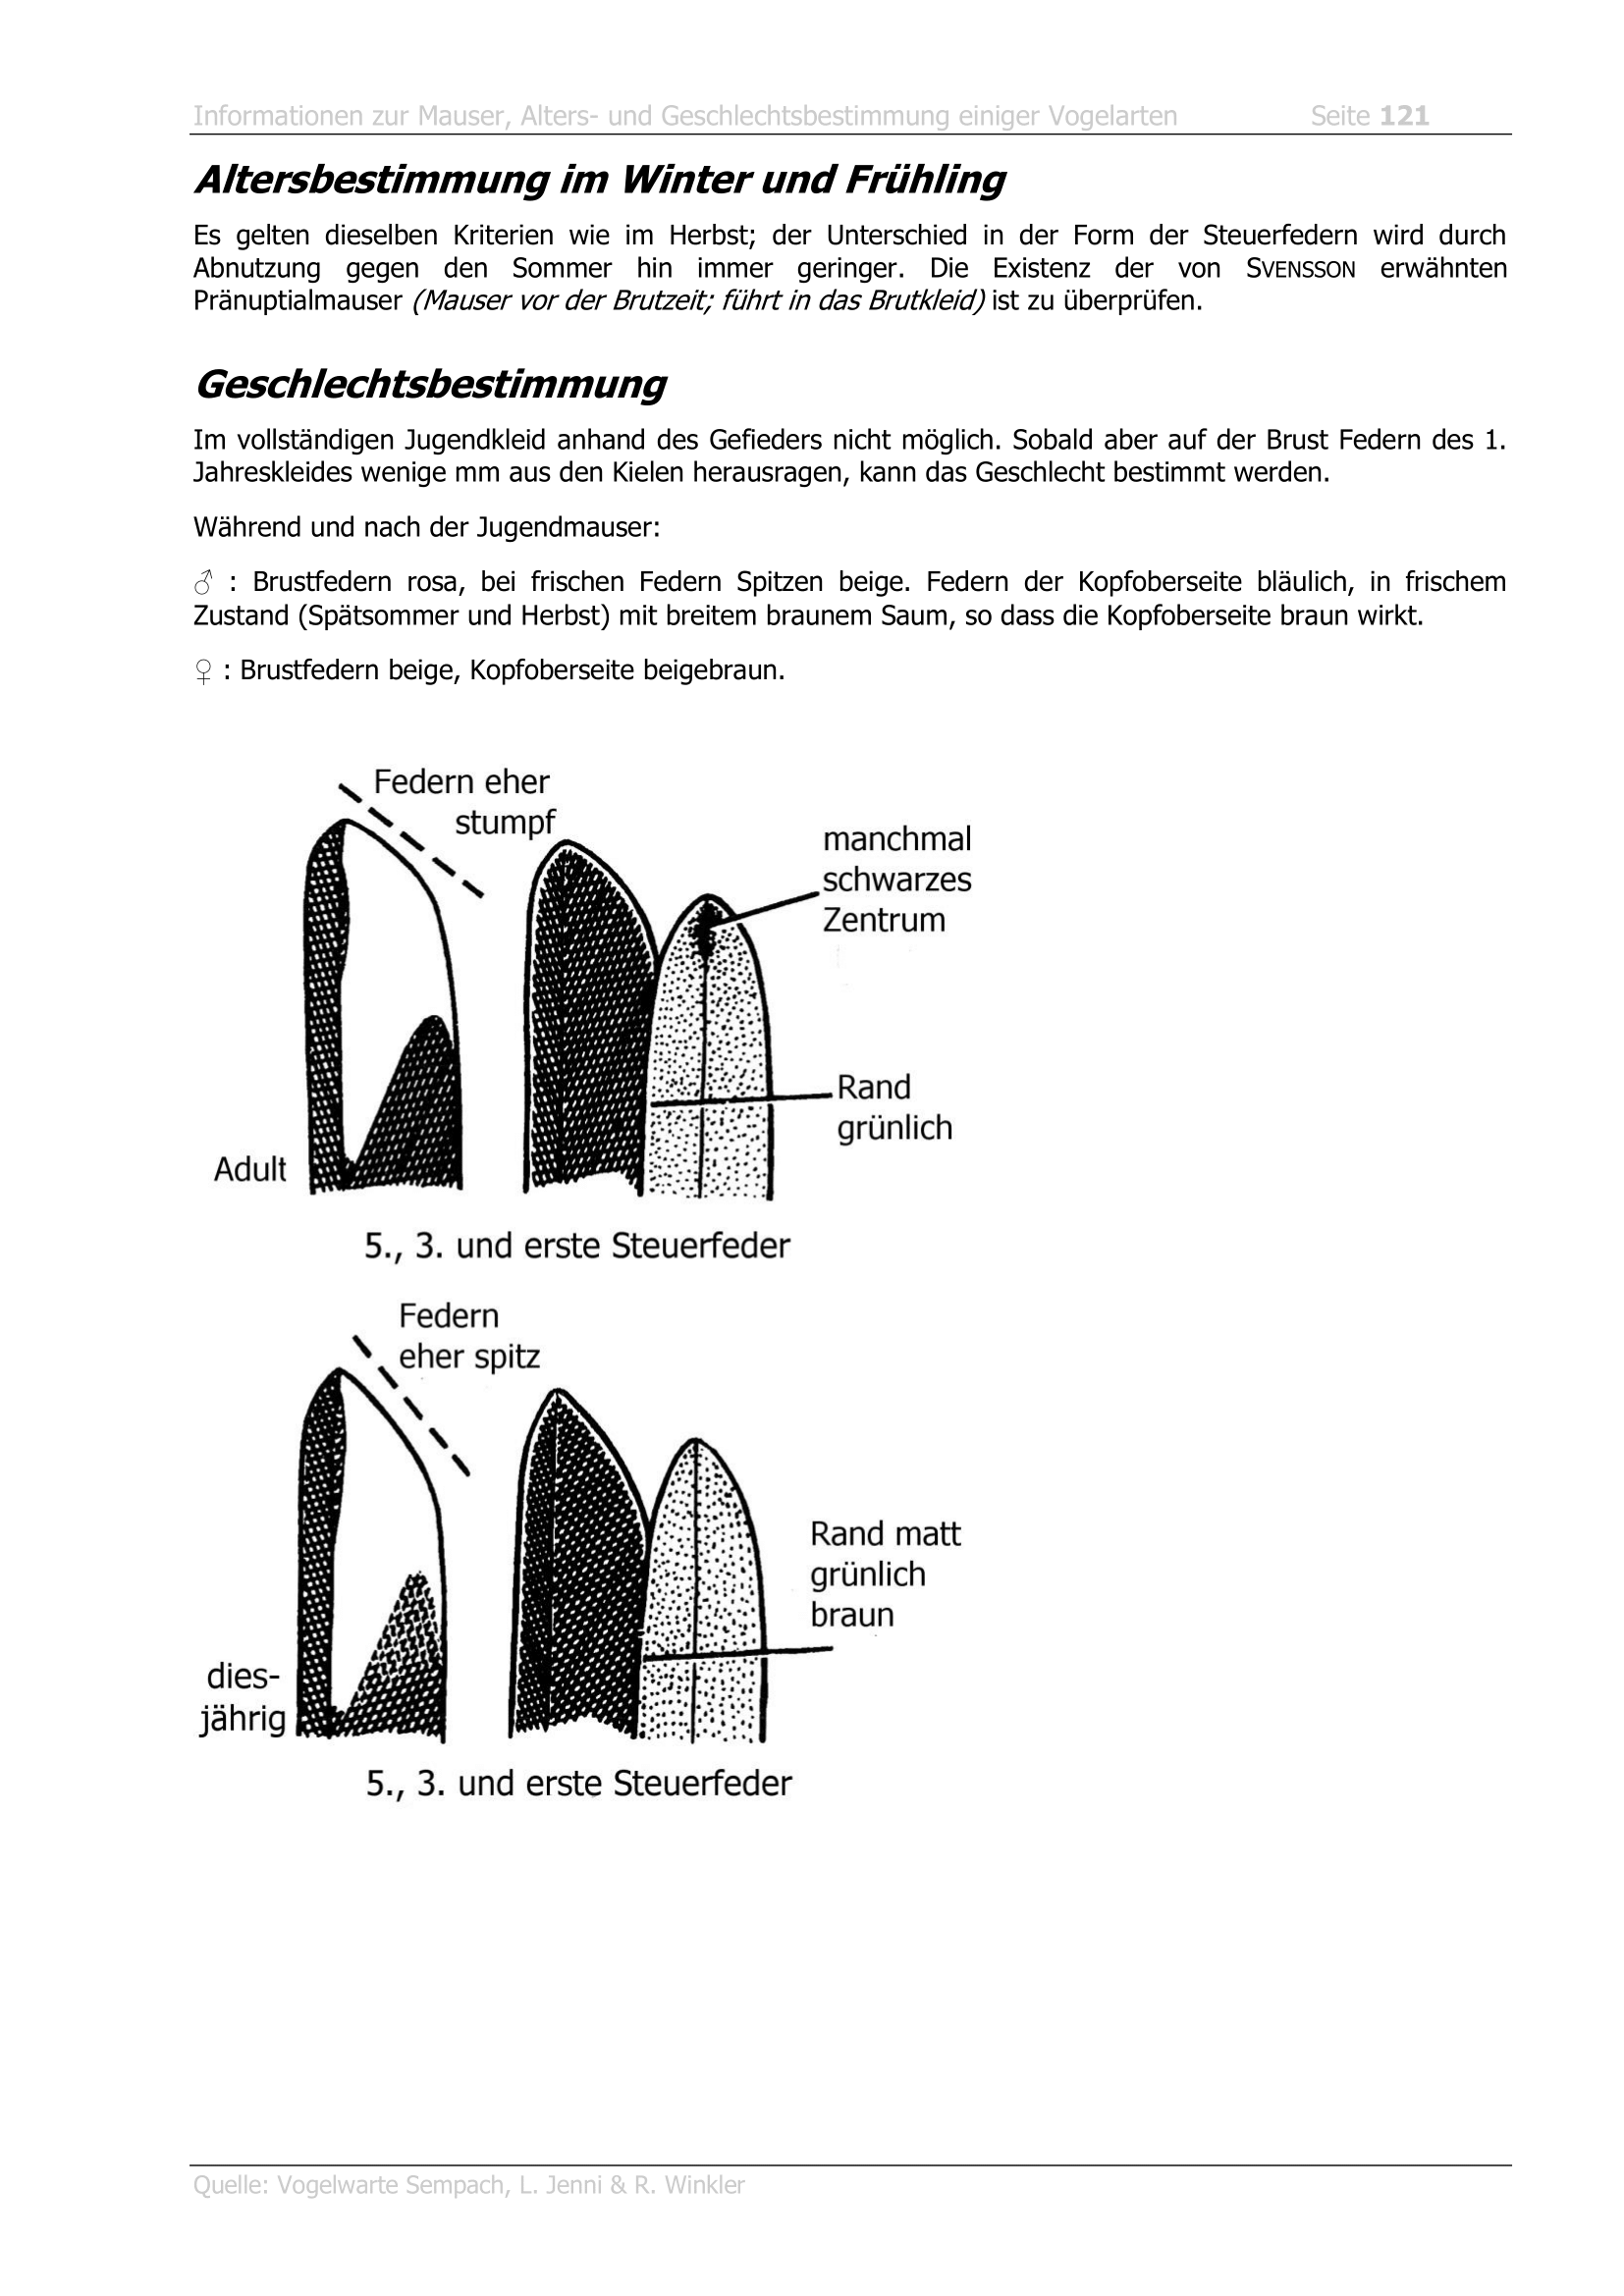 Informationen zur Mauser, Alters- und Geschlechtsbestimmung einiger Vogelarten Seite 121
Altersbestimmung im Winter und Frühling
Es gelten dieselben Kriterien wie im Herbst; der Unterschied in der Form der Steuerfedern wird durch
Abnutzung gegen den Sommer hin immer geringer. Die Existenz der von SVENSSON erwähnten
Pränuptialmauser (Mauser vor der Brutzeit; führt in das Brutkleid) ist zu überprüfen.
Geschlechtsbestimmung
Im vollständigen Jugendkleid anhand des Gefieders nicht möglich. Sobald aber auf der Brust Federn des 1.
Jahreskleides wenige mm aus den Kielen herausragen, kann das Geschlecht bestimmt werden.
Während und nach der Jugendmauser:
♂ : Brustfedern rosa, bei frischen Federn Spitzen beige. Federn der Kopfoberseite bläulich, in frischem
Zustand (Spätsommer und Herbst) mit breitem braunem Saum, so dass die Kopfoberseite braun wirkt.
♀ : Brustfedern beige, Kopfoberseite beigebraun.
Federn eher
stumpf
manchmal
schwarzes
Zentrum
Rand
grünlich
Adult
5., 3. und erste Steuerfeder
Federn
eher spitz
Rand matt
grünlich
braun
dies-
jährig
5., 3. und erste Steuerfeder
Quelle: Vogelwarte Sempach, L. Jenni & R. Winkler